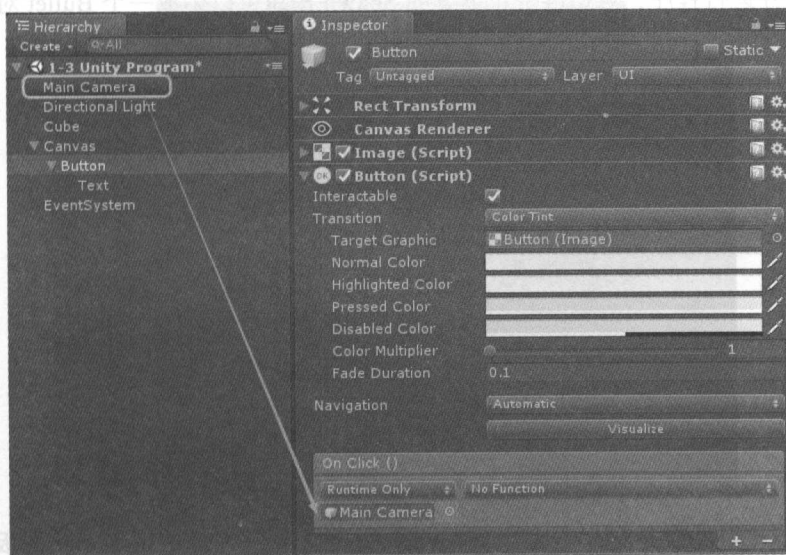 Hierarchy
Create
All
1-3 Unity Program*
Main Camera
Directional Light
Cube
Canvas
Button
Text
EventSystem
Inspector
Button
Static
Tag Untagged
Layer UI
Rect Transform
Canvas Renderer
Image (Script)
OK Button (Script)
Interactable
Transition Color Tint
Target Graphic Button (Image)
Normal Color
Highlighted Color
Pressed Color
Disabled Color
Color Multiplier 1
Fade Duration 0.1
Navigation Automatic
Visualize
On Click ()
Runtime Only No Function
Main Camera
+ −